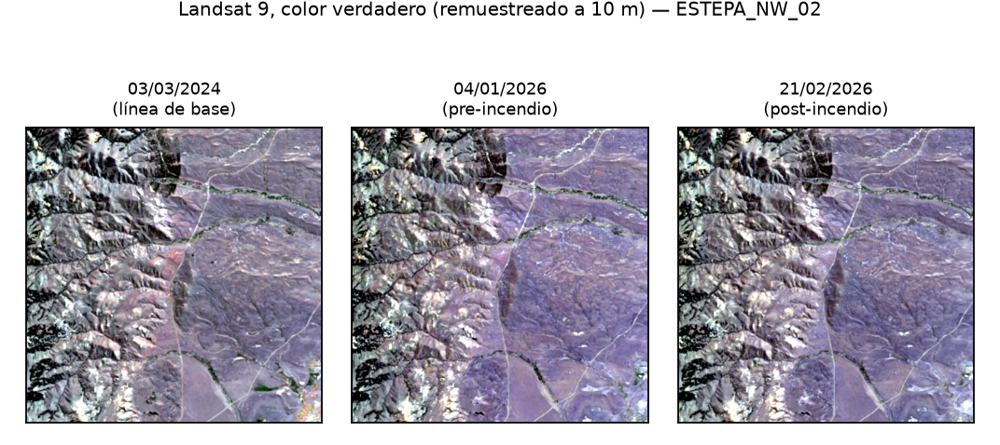 Landsat 9, color verdadero (remuestreado a 10 m) — ESTEPA_NW_02
03/03/2024
(línea de base)
04/01/2026
(pre-incendio)
21/02/2026
(post-incendio)